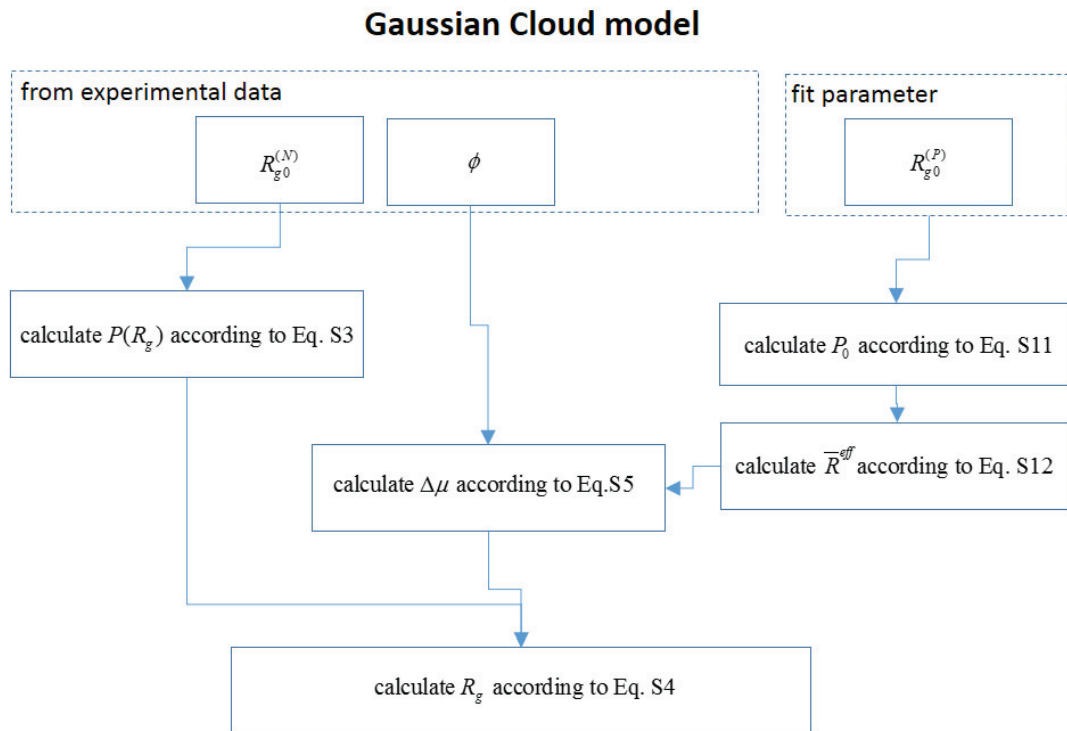 Gaussian Cloud model
from experimental data
fit parameter
R_{g0}^{(N)}
ϕ
R_{g0}^{(P)}
calculate P(R_g) according to Eq. S3
calculate P_0 according to Eq. S11
calculate R̅^{eff} according to Eq. S12
calculate Δμ according to Eq.S5
calculate R_g according to Eq. S4